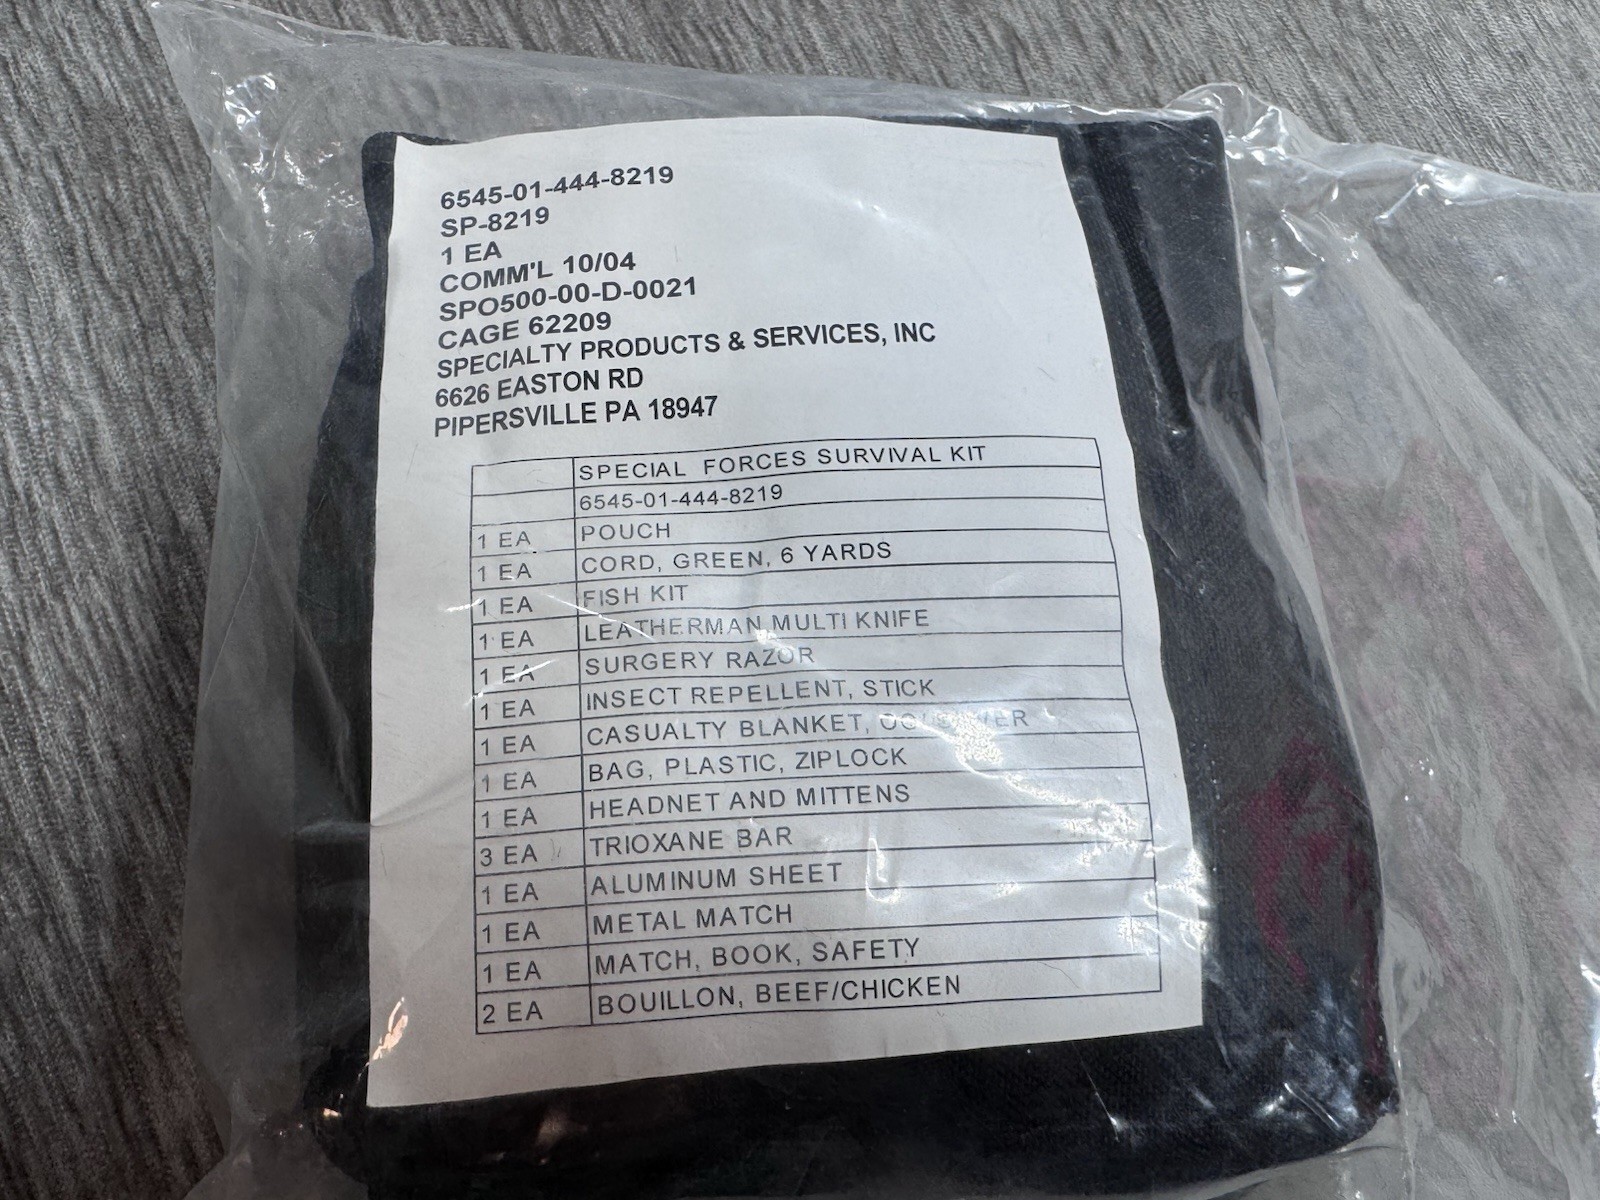 6545-01-444-8219
SP-8219
1 EA
COMM'L 10/04
SPO500-00-D-0021
CAGE 62209
SPECIALTY PRODUCTS & SERVICES, INC
6626 EASTON RD
PIPERSVILLE PA 18947
SPECIAL FORCES SURVIVAL KIT
6545-01-444-8219
1 EA POUCH
1 EA CORD, GREEN, 6 YARDS
1 EA FISH KIT
1 EA LEATHERMAN MULTI KNIFE
1 EA SURGERY RAZOR
1 EA INSECT REPELLENT, STICK
1 EA CASUALTY BLANKET,
1 EA BAG, PLASTIC, ZIPLOCK
1 EA HEADNET AND MITTENS
3 EA TRIOXANE BAR
1 EA ALUMINUM SHEET
1 EA METAL MATCH
1 EA MATCH, BOOK, SAFETY
2 EA BOUILLON, BEEF/CHICKEN